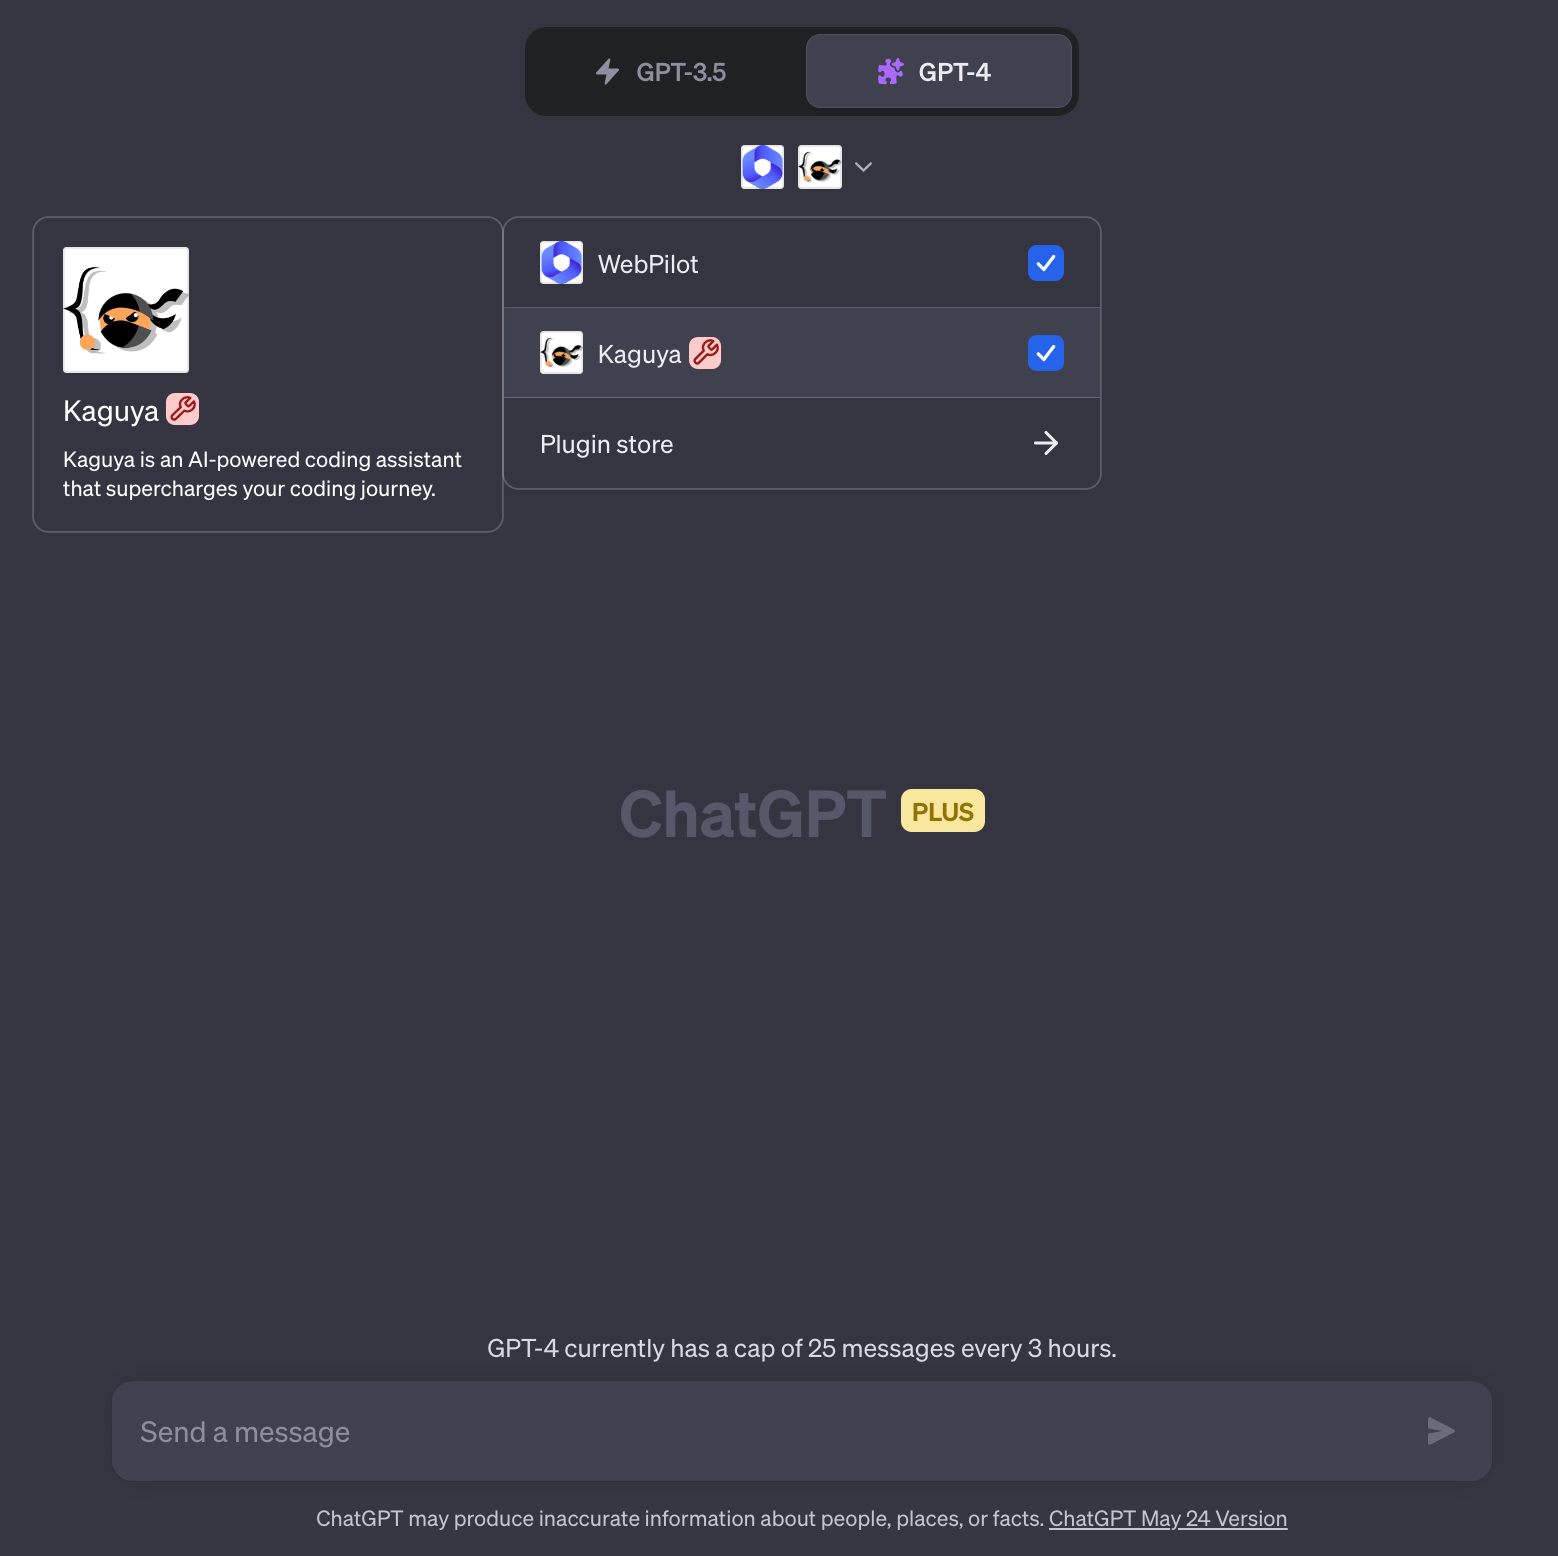 GPT-3.5
GPT-4
Kaguya
Kaguya is an AI-powered coding assistant
that supercharges your coding journey.
WebPilot
Kaguya
Plugin store
ChatGPT PLUS
GPT-4 currently has a cap of 25 messages every 3 hours.
Send a message
ChatGPT may produce inaccurate information about people, places, or facts. ChatGPT May 24 Version